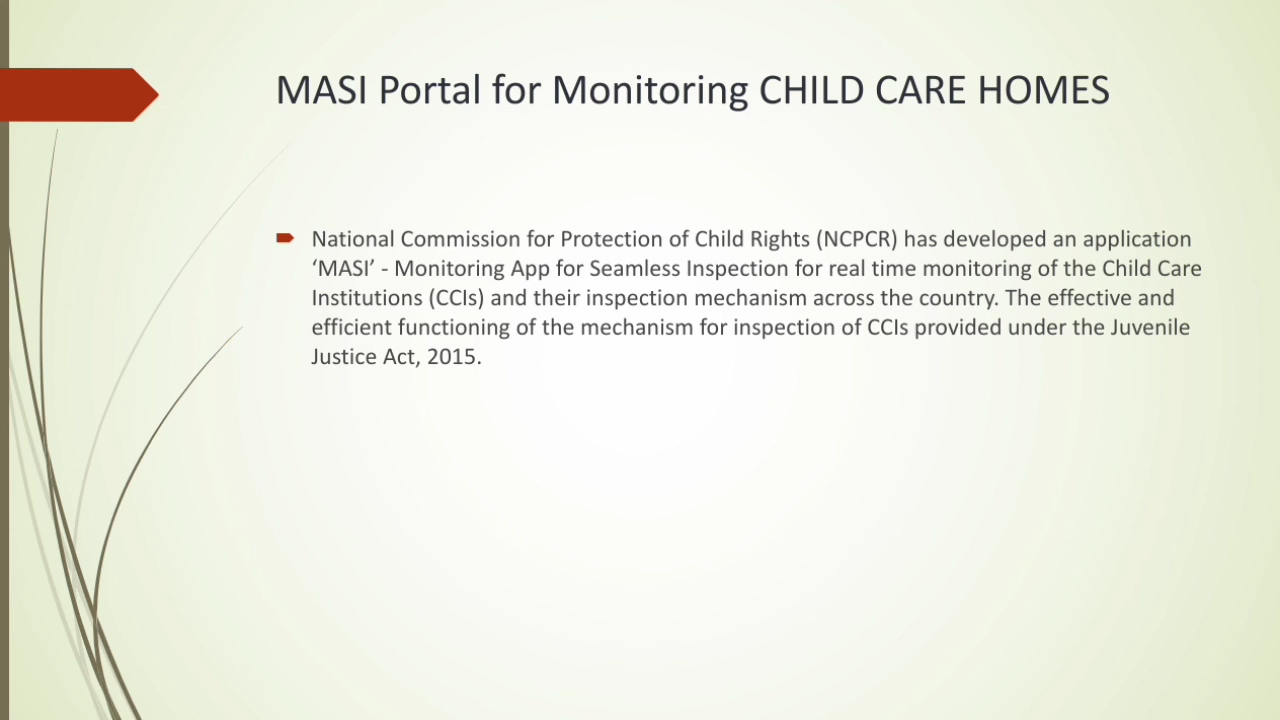 MASI Portal for Monitoring CHILD CARE HOMES
National Commission for Protection of Child Rights (NCPCR) has developed an application
‘MASI’ - Monitoring App for Seamless Inspection for real time monitoring of the Child Care
Institutions (CCIs) and their inspection mechanism across the country. The effective and
efficient functioning of the mechanism for inspection of CCIs provided under the Juvenile
Justice Act, 2015.